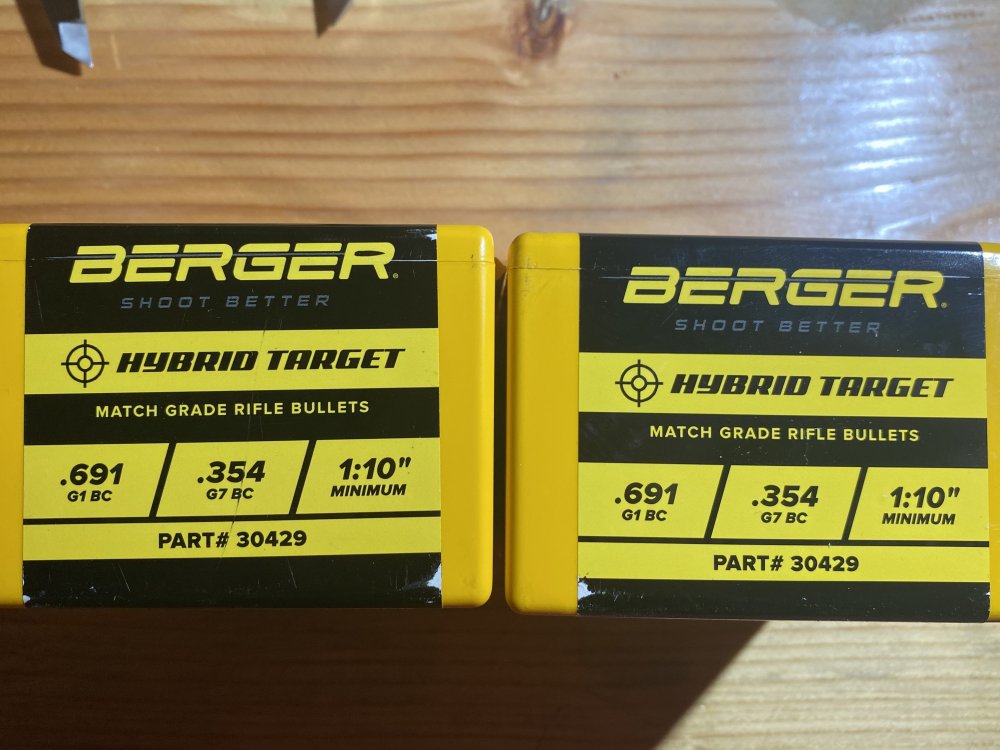 BERGER.
SHOOT BETTER
HYBRID TARGET
MATCH GRADE RIFLE BULLETS
.691 .354 1:10"
G1 BC G7 BC MINIMUM
PART# 30429
BERGER.
SHOOT BETTER
HYBRID TARGET
MATCH GRADE RIFLE BULLETS
.691 .354 1:10"
G1 BC G7 BC MINIMUM
PART# 30429